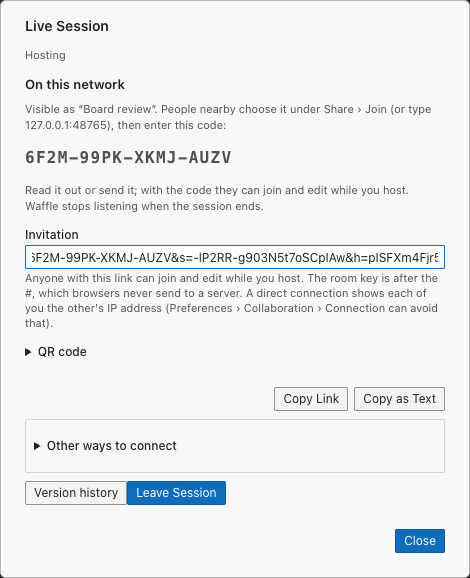 Live Session
Hosting
On this network
Visible as “Board review”. People nearby choose it under Share › Join (or type
127.0.0.1:48765), then enter this code:
6F2M-99PK-XKMJ-AUZV
Read it out or send it; with the code they can join and edit while you host.
Waffle stops listening when the session ends.
Invitation
6F2M-99PK-XKMJ-AUZV&s=-IP2RR-g903N5t7oSCpIAw&h=pISFXm4Fjr5
Anyone with this link can join and edit while you host. The room key is after the
#, which browsers never send to a server. A direct connection shows each of
you the other's IP address (Preferences › Collaboration › Connection can avoid
that).
QR code
Copy Link Copy as Text
Other ways to connect
Version history Leave Session
Close